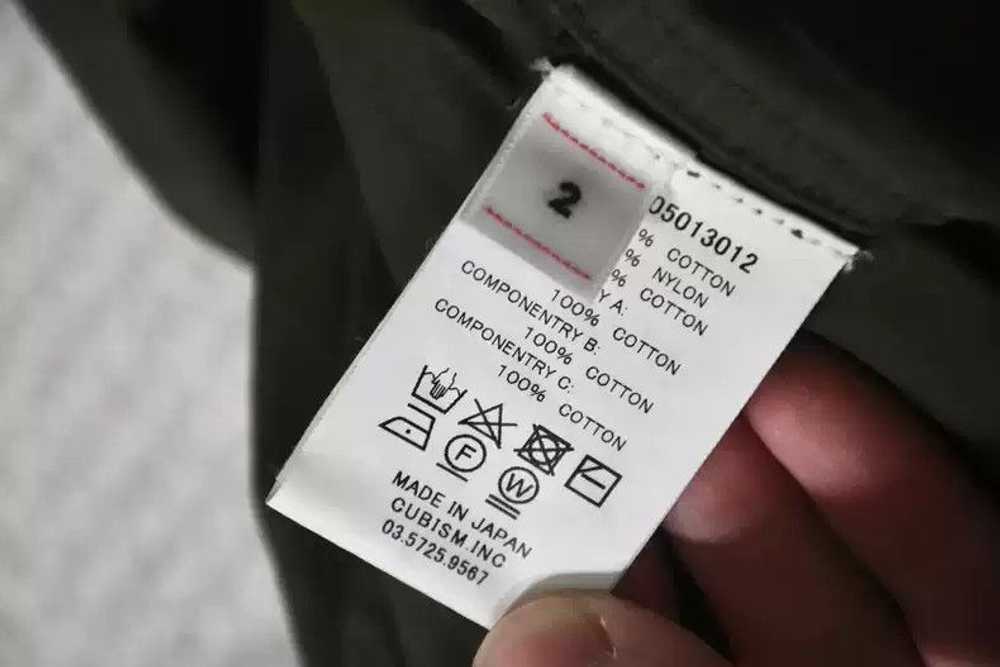 2
05013012
% COTTON
% NYLON
% COTTON
Y A:
100% COTTON
COMPONENTRY B:
100% COTTON
COMPONENTRY C:
100% COTTON
F
W
MADE IN JAPAN
CUBISM.INC
03.5725.9567